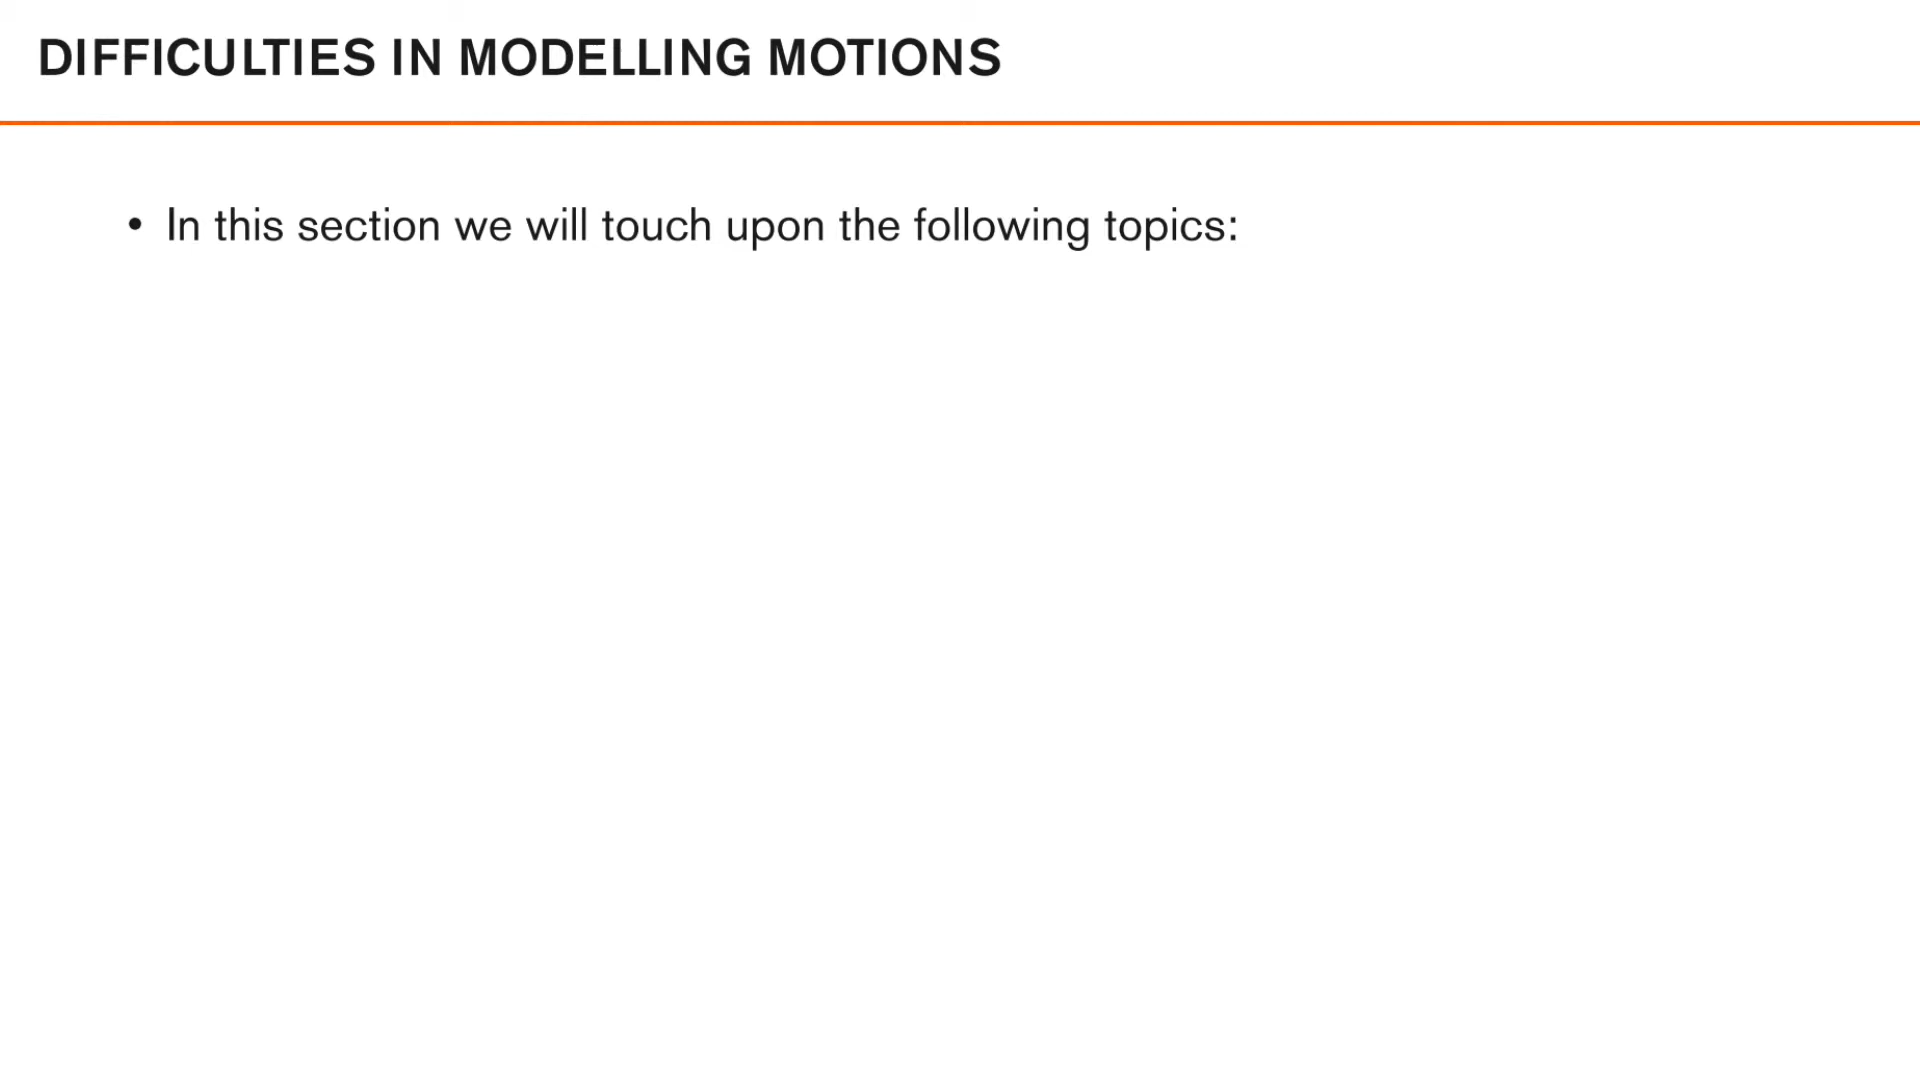 DIFFICULTIES IN MODELLING MOTIONS
• In this section we will touch upon the following topics: